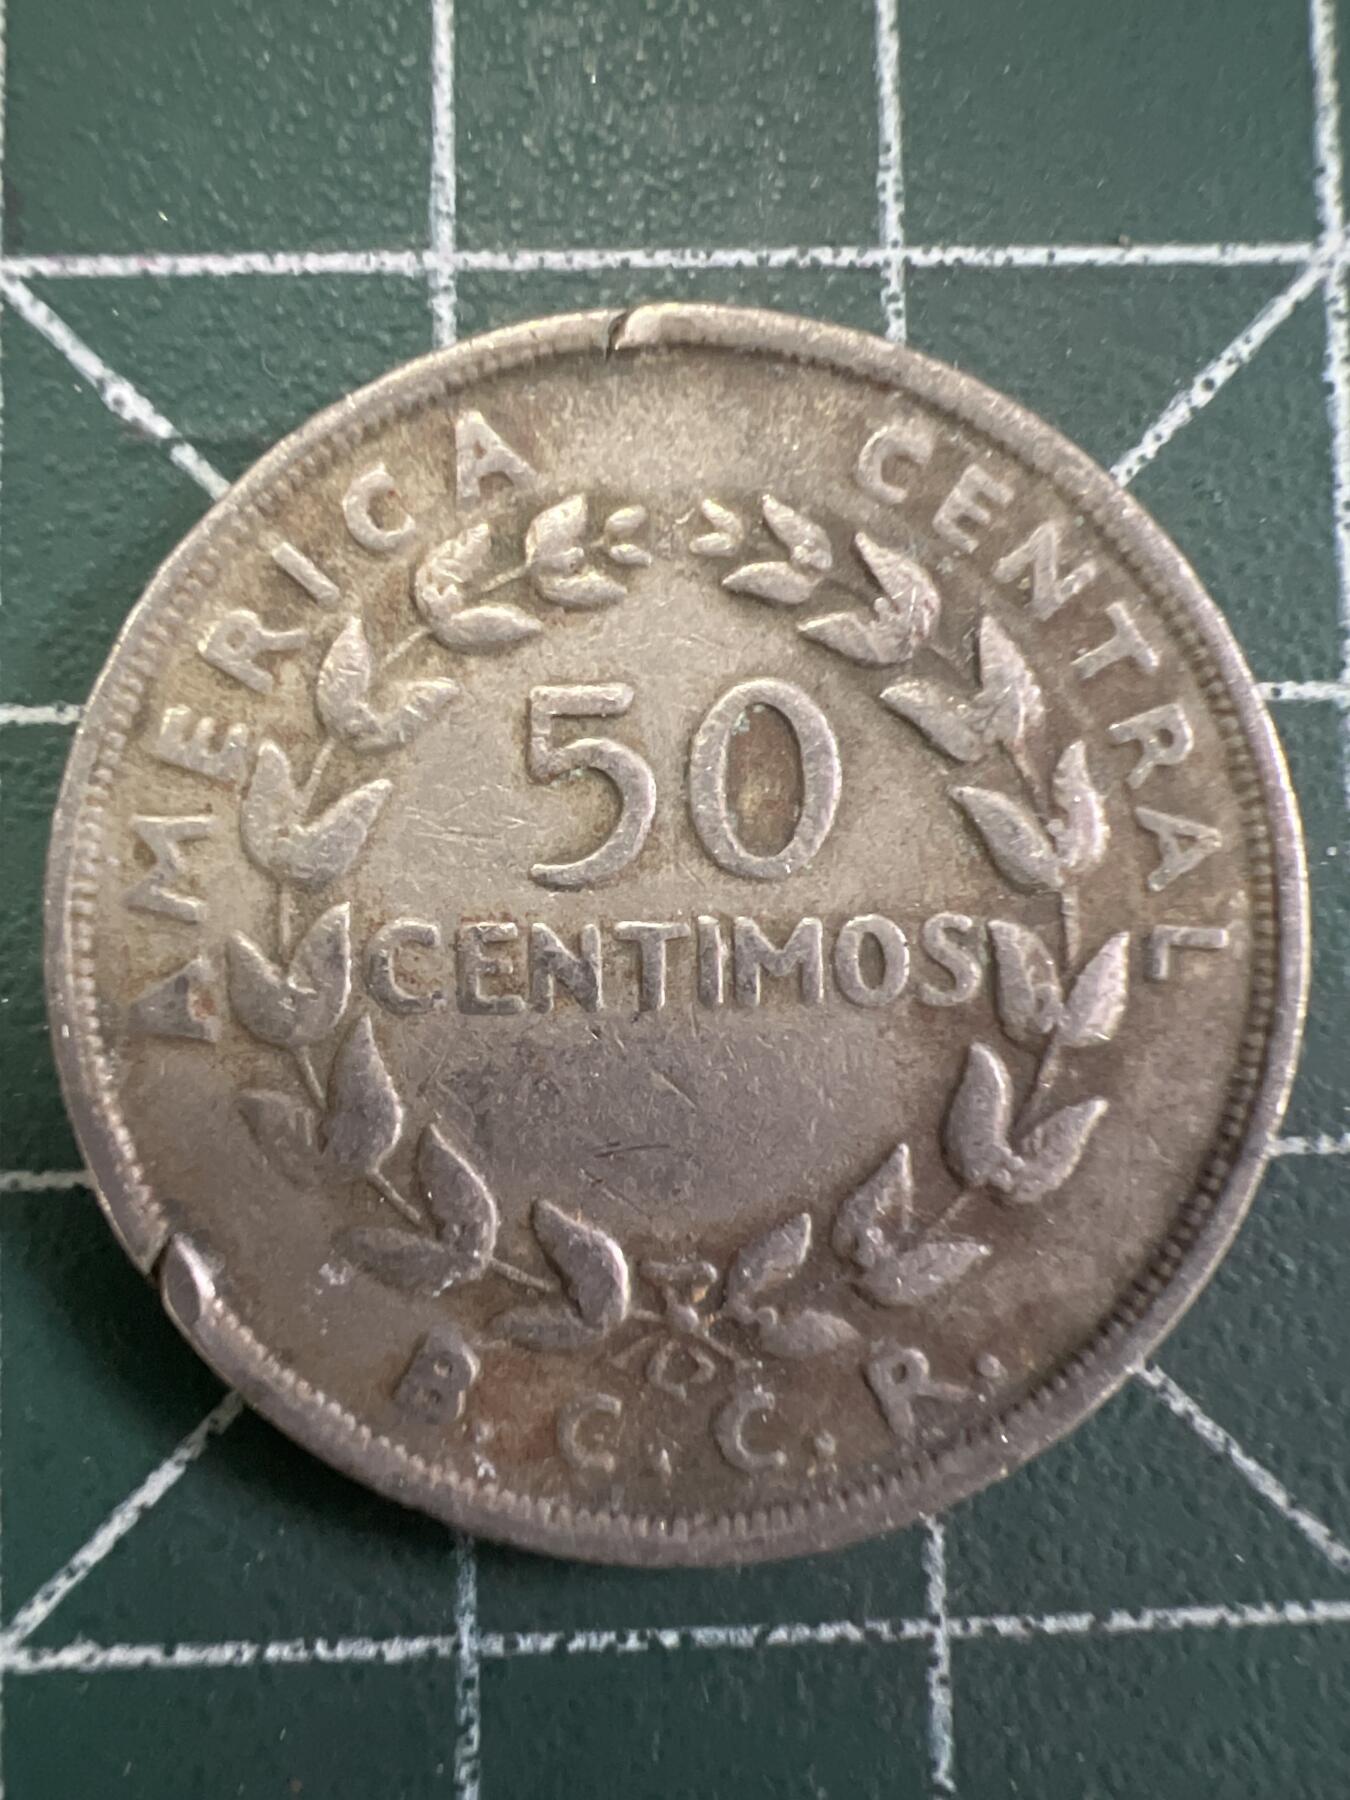 AMERICA CENTRAL
50
CENTIMOS
B. C. C. R.